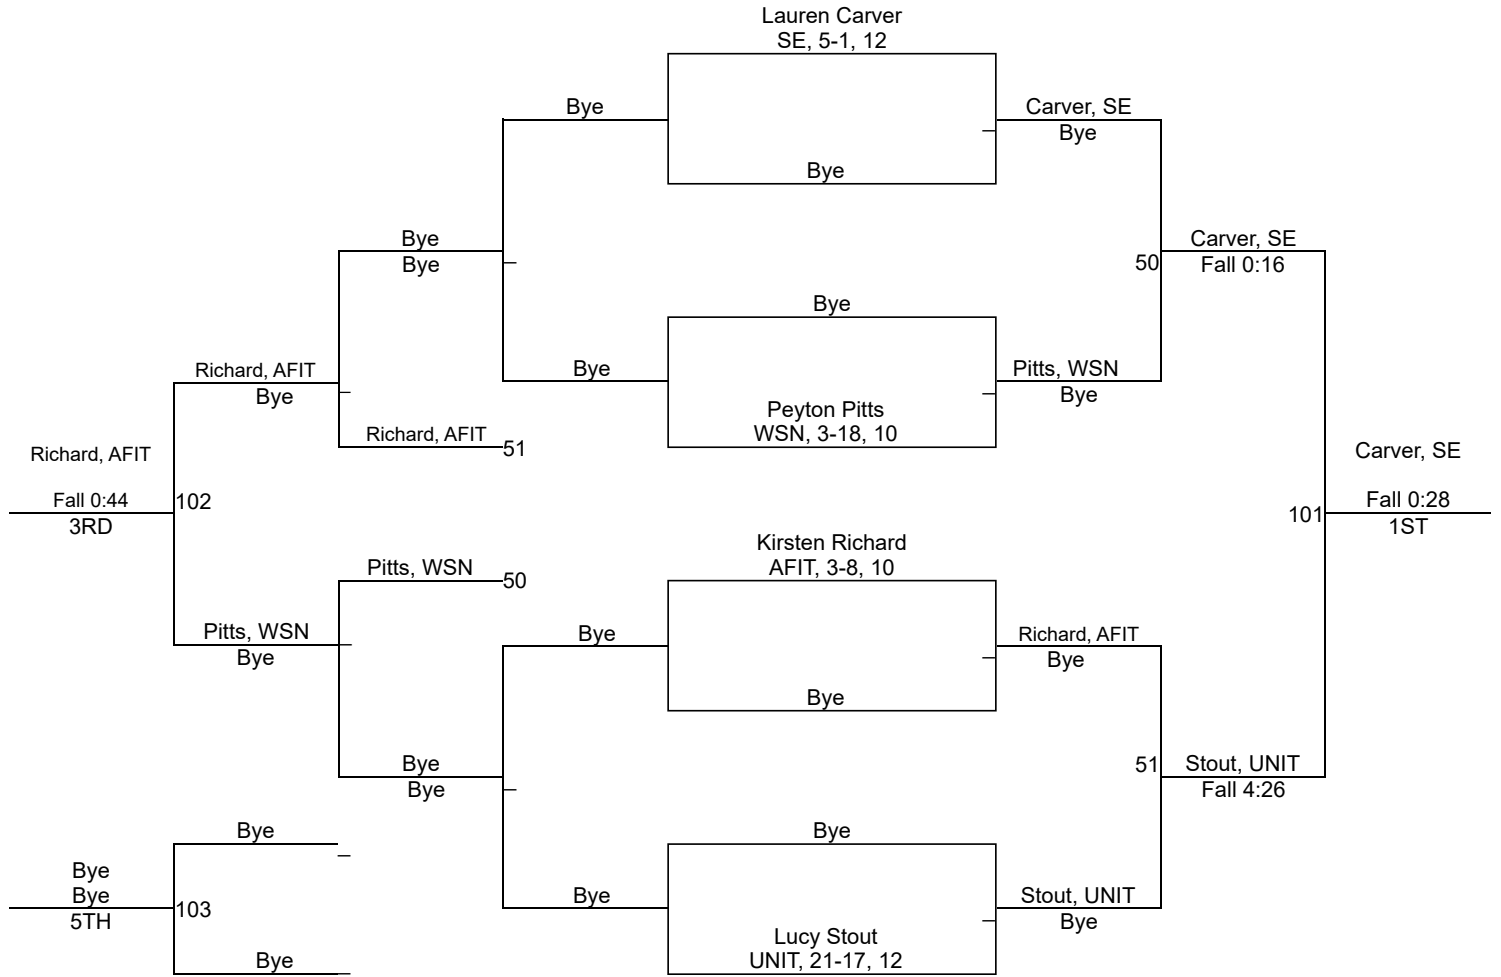 Lauren Carver
SE, 5-1, 12
Bye
Carver, SE
Bye
Bye
Bye
Bye
Carver, SE
50
Fall 0:16
Bye
Bye
Pitts, WSN
Bye
Peyton Pitts
WSN, 3-18, 10
Richard, AFIT
Bye
Richard, AFIT
51
Richard, AFIT
Fall 0:44
102
3RD
Carver, SE
Fall 0:28
101
1ST
Pitts, WSN
50
Kirsten Richard
AFIT, 3-8, 10
Pitts, WSN
Bye
Bye
Richard, AFIT
Bye
Bye
Bye
Bye
51
Stout, UNIT
Fall 4:26
Bye
Bye
Bye
Bye
103
5TH
Bye
Bye
Stout, UNIT
Bye
Lucy Stout
UNIT, 21-17, 12
Bye